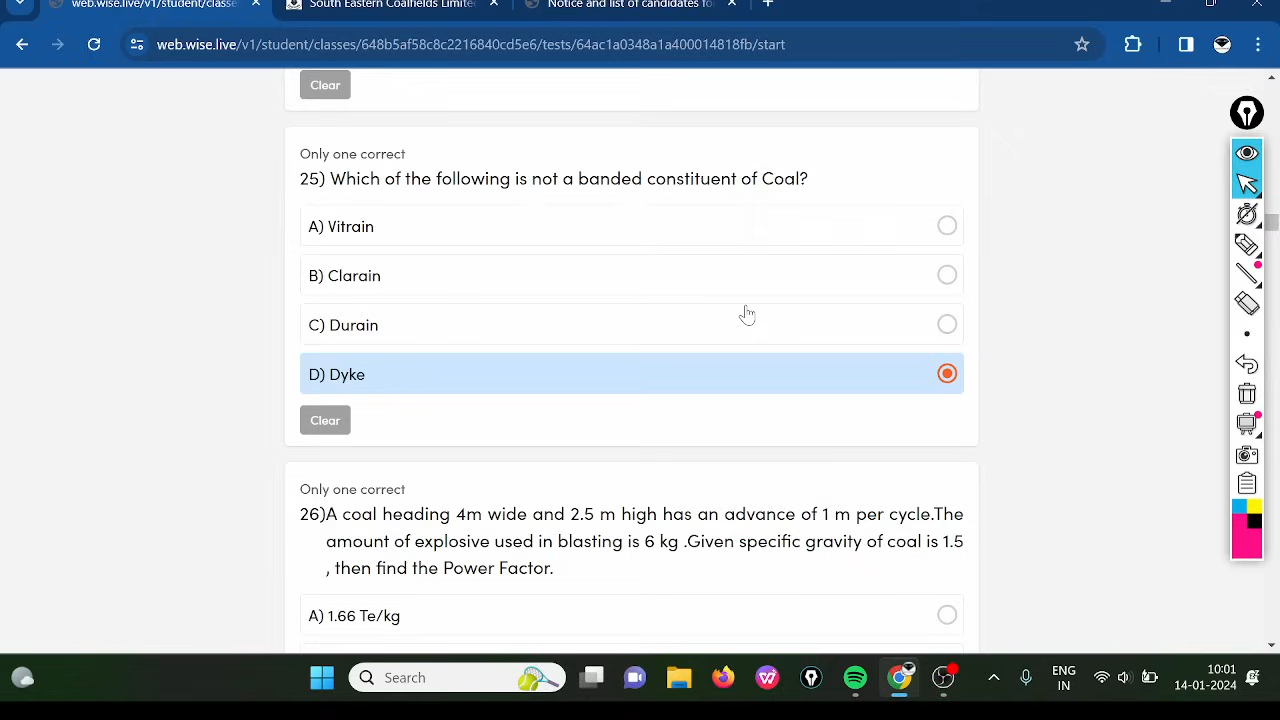 web.wise.live/v1/student/classe
South Eastern Coalfields Limite
Notice and list of candidates fo
web.wise.live/v1/student/classes/648b5af58c8c2216840cd5e6/tests/64ac1a0348a1a400014818fb/start
Clear
Only one correct
25) Which of the following is not a banded constituent of Coal?
A) Vitrain
B) Clarain
C) Durain
D) Dyke
Clear
Only one correct
26)A coal heading 4m wide and 2.5 m high has an advance of 1 m per cycle.The
amount of explosive used in blasting is 6 kg .Given specific gravity of coal is 1.5
, then find the Power Factor.
A) 1.66 Te/kg
Search
ENG
IN
10:01
14-01-2024